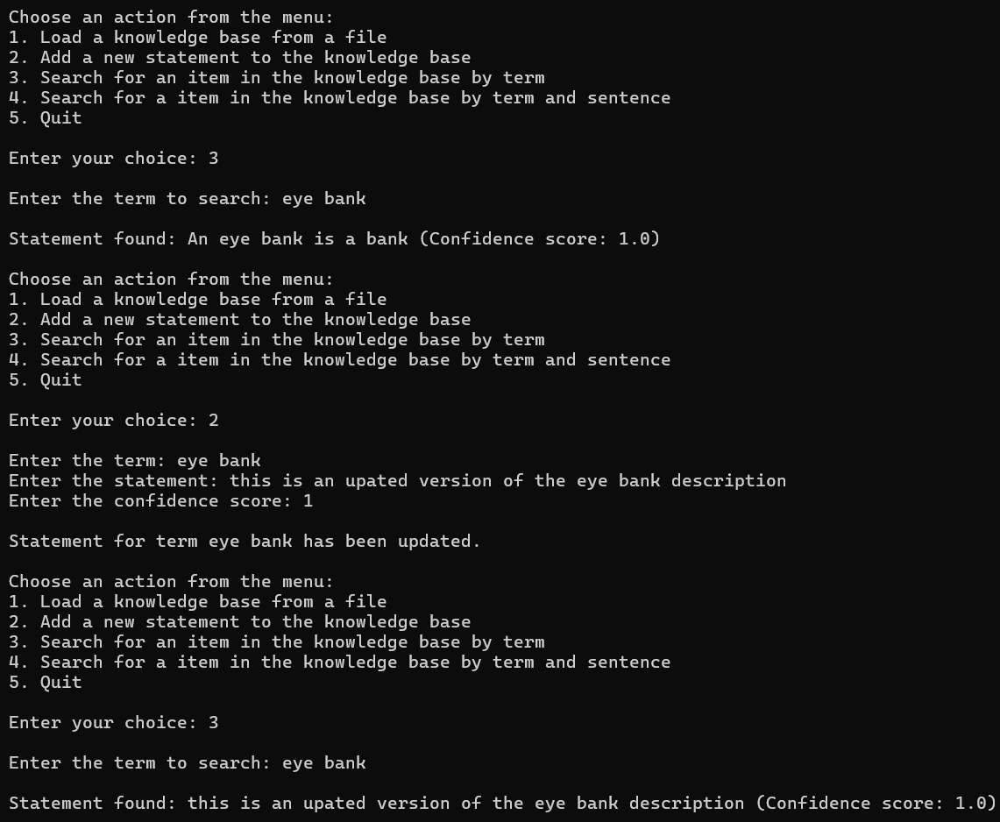 Choose an action from the menu:
1. Load a knowledge base from a file
2. Add a new statement to the knowledge base
3. Search for an item in the knowledge base by term
4. Search for a item in the knowledge base by term and sentence
5. Quit
Enter your choice: 3
Enter the term to search: eye bank
Statement found: An eye bank is a bank (Confidence score: 1.0)
Choose an action from the menu:
1. Load a knowledge base from a file
2. Add a new statement to the knowledge base
3. Search for an item in the knowledge base by term
4. Search for a item in the knowledge base by term and sentence
5. Quit
Enter your choice: 2
Enter the term: eye bank
Enter the statement: this is an upated version of the eye bank description
Enter the confidence score: 1
Statement for term eye bank has been updated.
Choose an action from the menu:
1. Load a knowledge base from a file
2. Add a new statement to the knowledge base
3. Search for an item in the knowledge base by term
4. Search for a item in the knowledge base by term and sentence
5. Quit
Enter your choice: 3
Enter the term to search: eye bank
Statement found: this is an upated version of the eye bank description (Confidence score: 1.0)